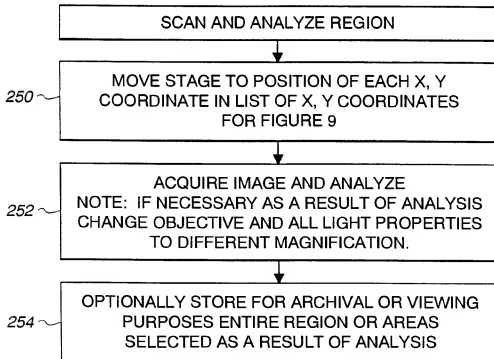 SCAN AND ANALYZE REGION
250
MOVE STAGE TO POSITION OF EACH X, Y
COORDINATE IN LIST OF X, Y COORDINATES
FOR FIGURE 9
252
ACQUIRE IMAGE AND ANALYZE
NOTE: IF NECESSARY AS A RESULT OF ANALYSIS
CHANGE OBJECTIVE AND ALL LIGHT PROPERTIES
TO DIFFERENT MAGNIFICATION.
254
OPTIONALLY STORE FOR ARCHIVAL OR VIEWING
PURPOSES ENTIRE REGION OR AREAS
SELECTED AS A RESULT OF ANALYSIS